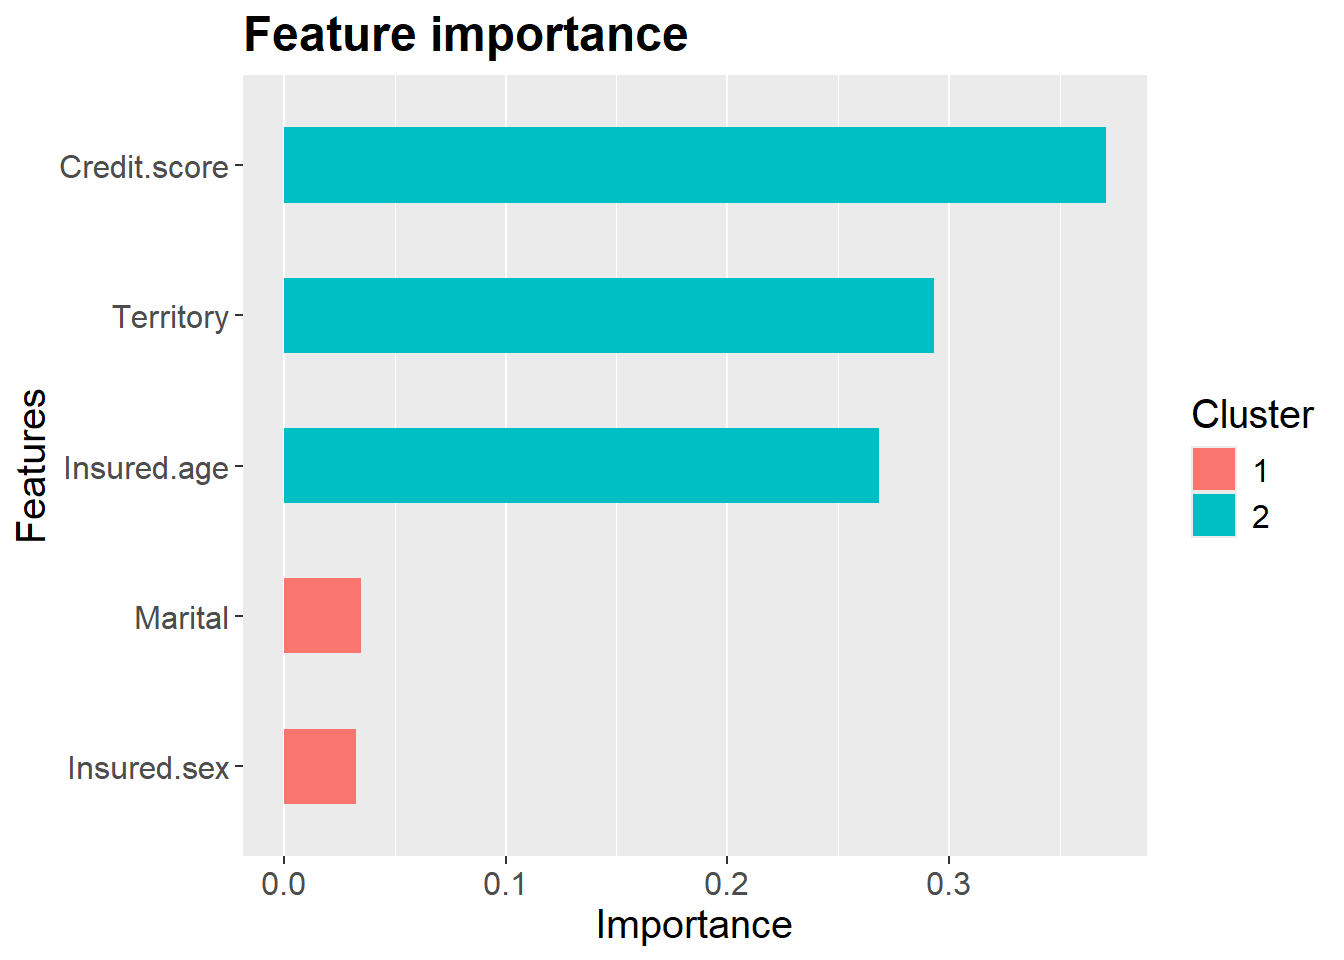 Feature importance
Credit.score
Territory
Insured.age
Marital
Insured.sex
Features
0.0 0.1 0.2 0.3
Importance
Cluster
1
2